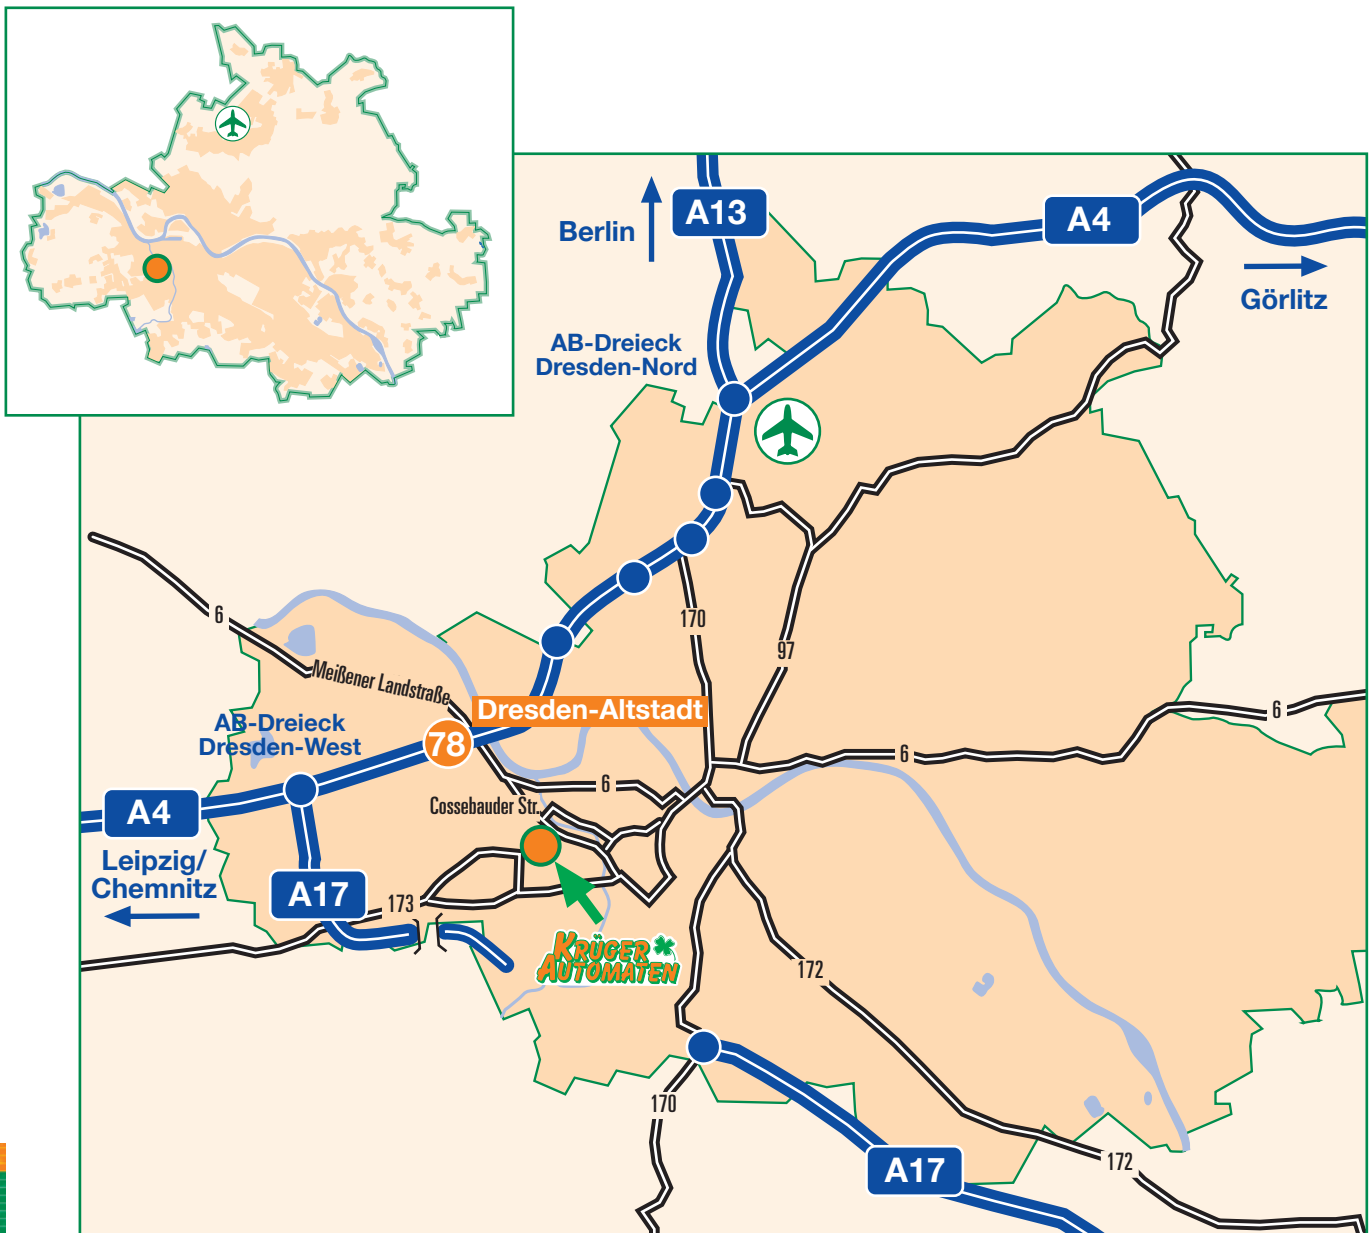 A13
Berlin
A4
Görlitz
AB-Dreieck
Dresden-Nord
6
170
97
Meißener Landstraße
Dresden-Altstadt
6
AB-Dreieck
Dresden-West
78
6
6
Cossebauder Str.
A4
Leipzig/
Chemnitz
A17
173
KRÜGER
AUTOMATEN
172
170
A17
172